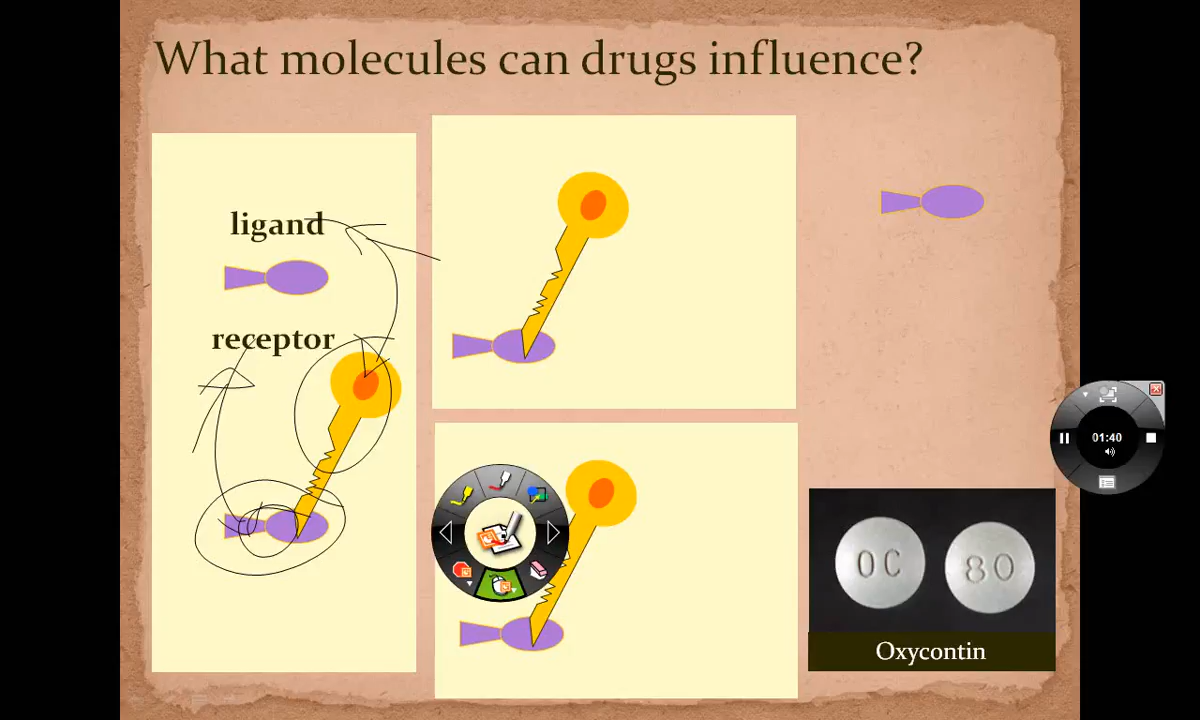 What molecules can drugs influence?
ligand
receptor
01:40
OC
80
Oxycontin